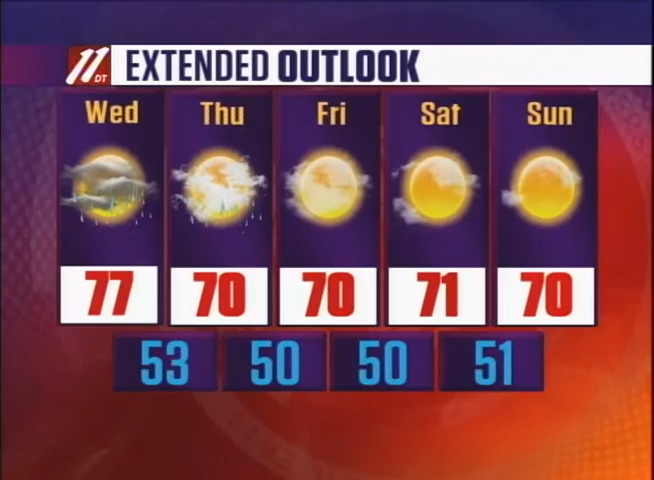 11
DT
EXTENDED OUTLOOK
Wed Thu Fri Sat Sun
77 70 70 71 70
53 50 50 51